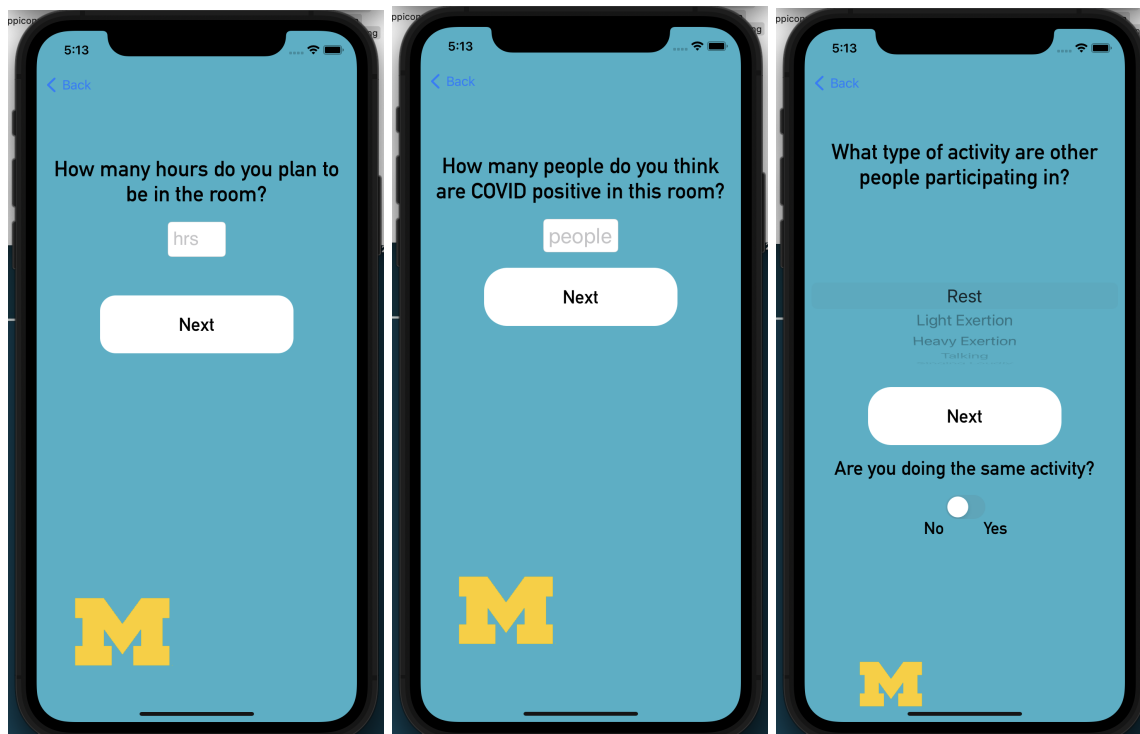 5:13
Back
How many hours do you plan to
be in the room?
hrs
Next
M
5:13
Back
How many people do you think
are COVID positive in this room?
people
Next
M
5:13
Back
What type of activity are other
people participating in?
Rest
Light Exertion
Heavy Exertion
Talking
Next
Are you doing the same activity?
No Yes
M